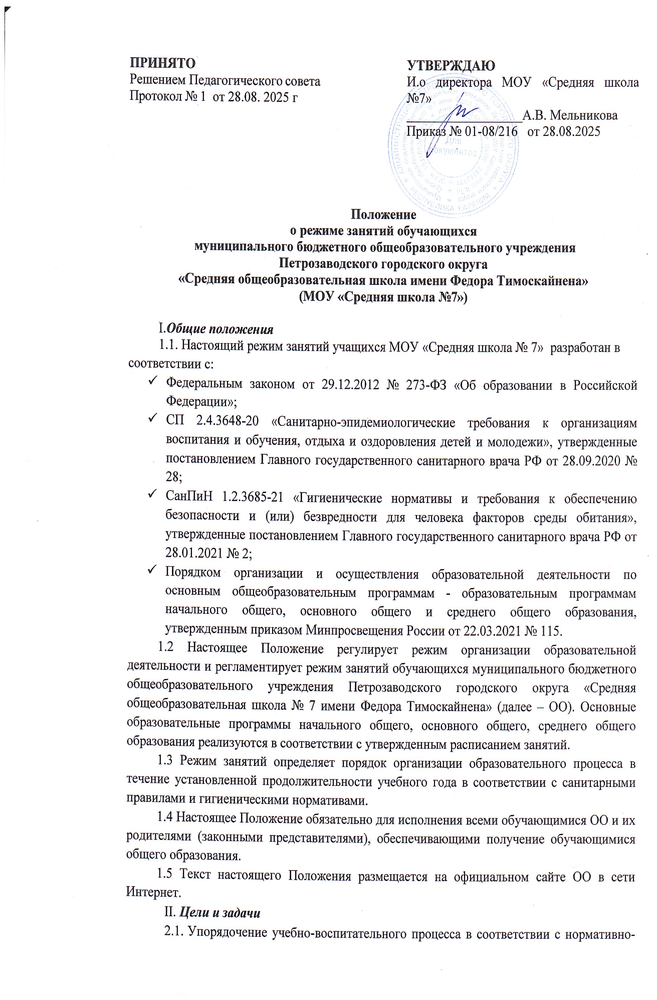 ПРИНЯТО
Решением Педагогического совета
Протокол № 1 от 28.08. 2025 г
УТВЕРЖДАЮ
И.о директора МОУ «Средняя школа
№7»
А.В. Мельникова
Приказ № 01-08/216 от 28.08.2025
Для
документов
РЕСПУБЛИКА КАРЕЛИЯ
Положение
о режиме занятий обучающихся
муниципального бюджетного общеобразовательного учреждения
Петрозаводского городского округа
«Средняя общеобразовательная школа имени Федора Тимоскайнена»
(МОУ «Средняя школа №7»)
I.Общие положения
1.1. Настоящий режим занятий учащихся МОУ «Средняя школа № 7» разработан в
соответствии с:
✓ Федеральным законом от 29.12.2012 № 273-ФЗ «Об образовании в Российской
Федерации»;
✓ СП 2.4.3648-20 «Санитарно-эпидемиологические требования к организациям
воспитания и обучения, отдыха и оздоровления детей и молодежи», утвержденные
постановлением Главного государственного санитарного врача РФ от 28.09.2020 №
28;
✓ СанПиН 1.2.3685-21 «Гигиенические нормативы и требования к обеспечению
безопасности и (или) безвредности для человека факторов среды обитания»,
утвержденные постановлением Главного государственного санитарного врача РФ от
28.01.2021 № 2;
✓ Порядком организации и осуществления образовательной деятельности по
основным общеобразовательным программам - образовательным программам
начального общего, основного общего и среднего общего образования,
утвержденным приказом Минпросвещения России от 22.03.2021 № 115.
1.2 Настоящее Положение регулирует режим организации образовательной
деятельности и регламентирует режим занятий обучающихся муниципального бюджетного
общеобразовательного учреждения Петрозаводского городского округа «Средняя
общеобразовательная школа № 7 имени Федора Тимоскайнена» (далее – ОО). Основные
образовательные программы начального общего, основного общего, среднего общего
образования реализуются в соответствии с утвержденным расписанием занятий.
1.3 Режим занятий определяет порядок организации образовательного процесса в
течение установленной продолжительности учебного года в соответствии с санитарными
правилами и гигиеническими нормативами.
1.4 Настоящее Положение обязательно для исполнения всеми обучающимися ОО и их
родителями (законными представителями), обеспечивающими получение обучающимися
общего образования.
1.5 Текст настоящего Положения размещается на официальном сайте ОО в сети
Интернет.
II. Цели и задачи
2.1. Упорядочение учебно-воспитательного процесса в соответствии с нормативно-